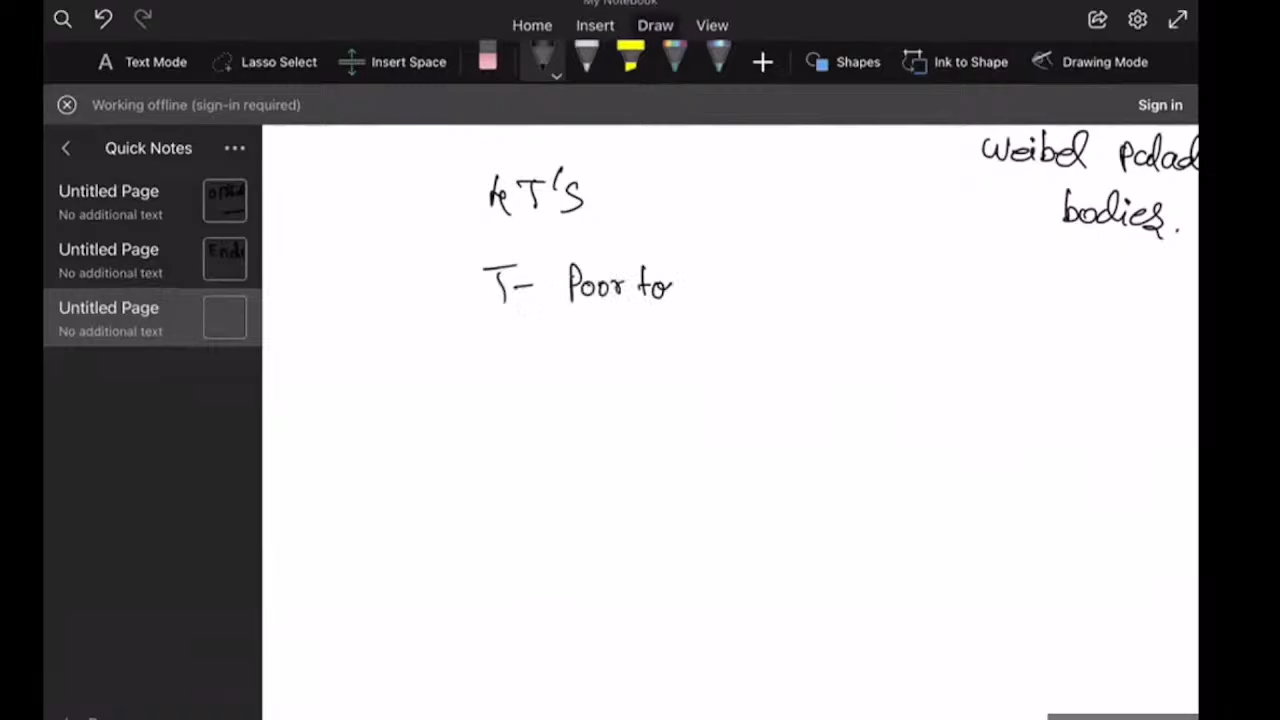 My Notebook
Home Insert Draw View
Text Mode Lasso Select Insert Space Shapes Ink to Shape Drawing Mode
Working offline (sign-in required) Sign in
Quick Notes
Untitled Page
No additional text
Untitled Page
No additional text
Untitled Page
No additional text
T'S
T- Poor to
Weibel palad
bodies.